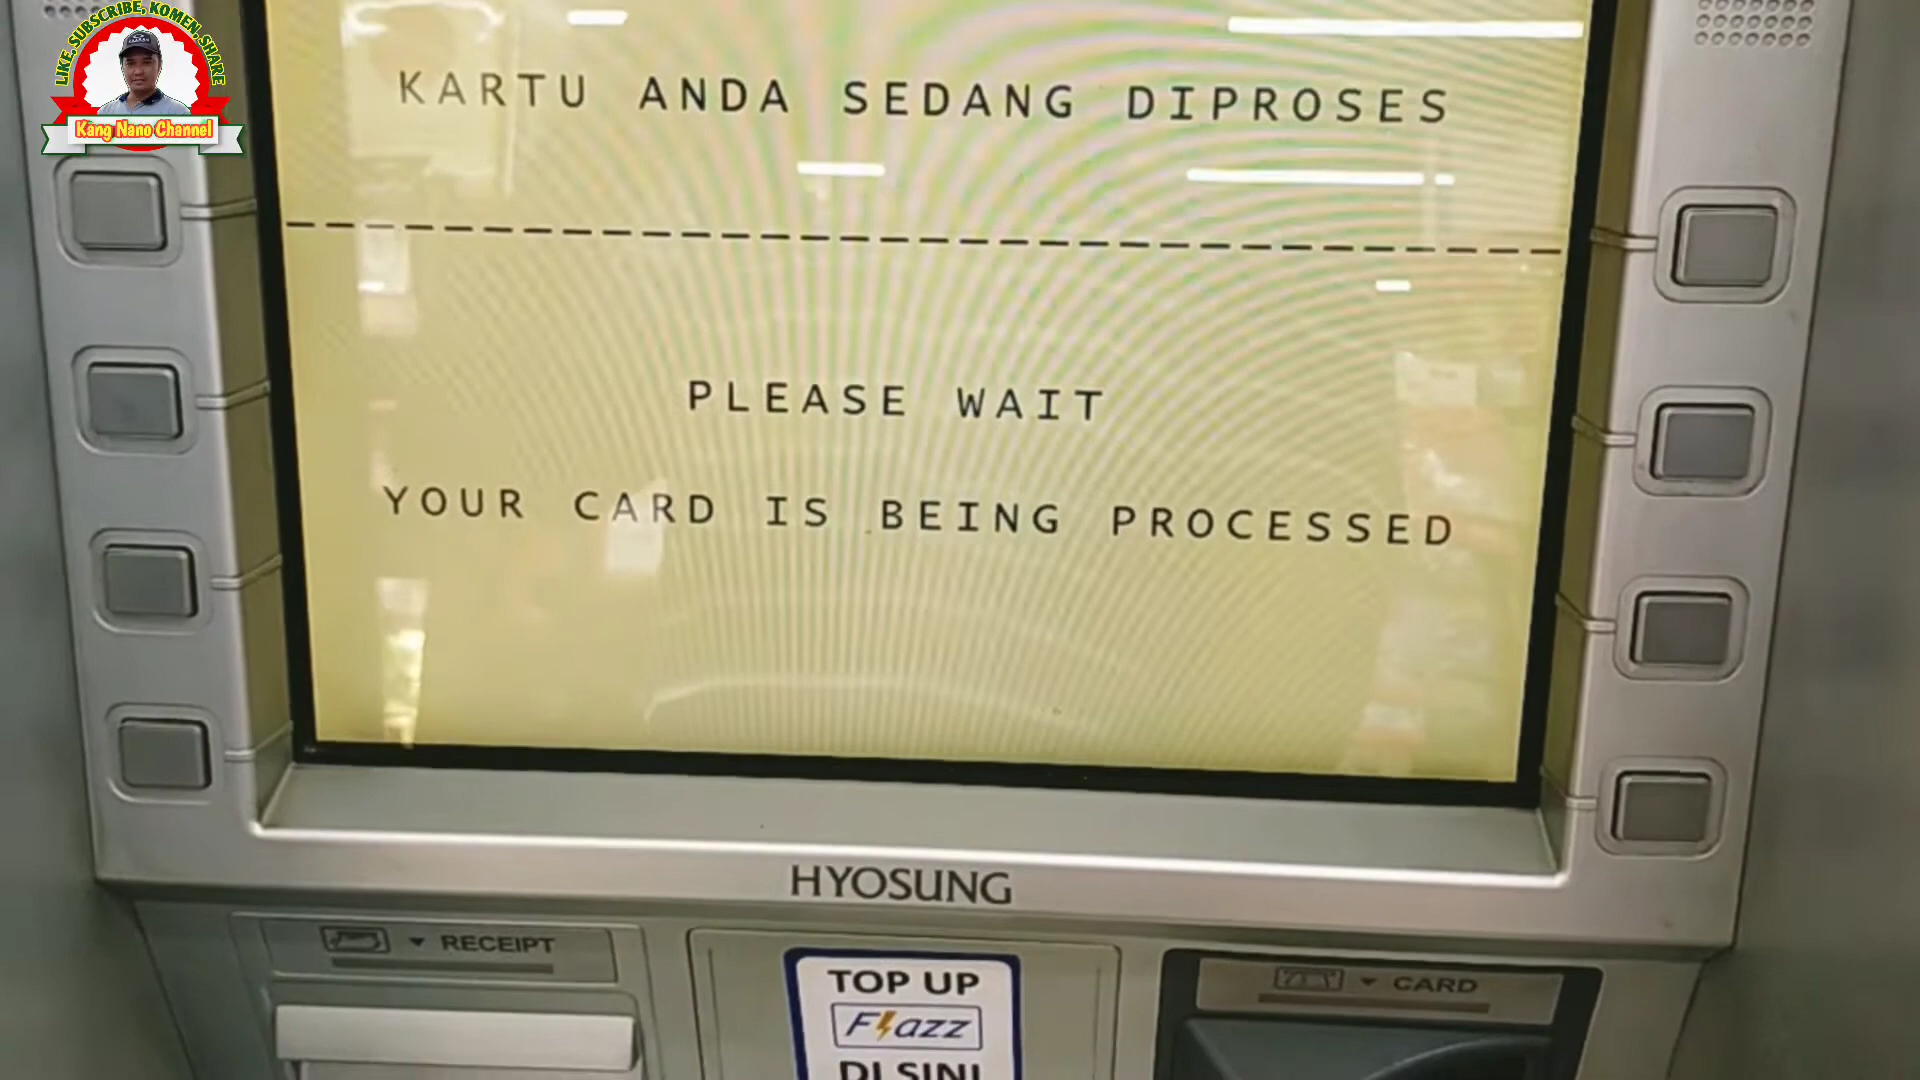 LIKE, SUBSCRIBE, KOMEN, SHARE
Kang Nano Channel
KARTU ANDA SEDANG DIPROSES
PLEASE WAIT
YOUR CARD IS BEING PROCESSED
HYOSUNG
RECEIPT
TOP UP
Flazz
DI SINI
CARD